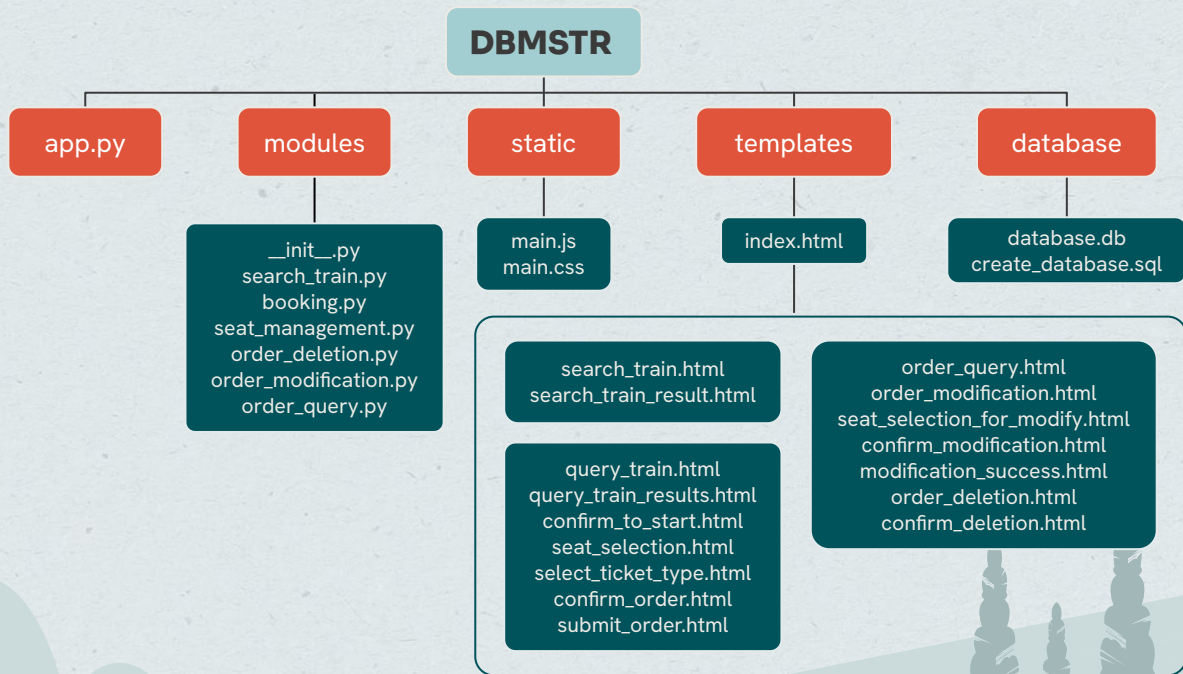 DBMSTR
app.py
modules
static
templates
database
__init__.py
search_train.py
booking.py
seat_management.py
order_deletion.py
order_modification.py
order_query.py
main.js
main.css
index.html
database.db
create_database.sql
search_train.html
search_train_result.html
query_train.html
query_train_results.html
confirm_to_start.html
seat_selection.html
select_ticket_type.html
confirm_order.html
submit_order.html
order_query.html
order_modification.html
seat_selection_for_modify.html
confirm_modification.html
modification_success.html
order_deletion.html
confirm_deletion.html